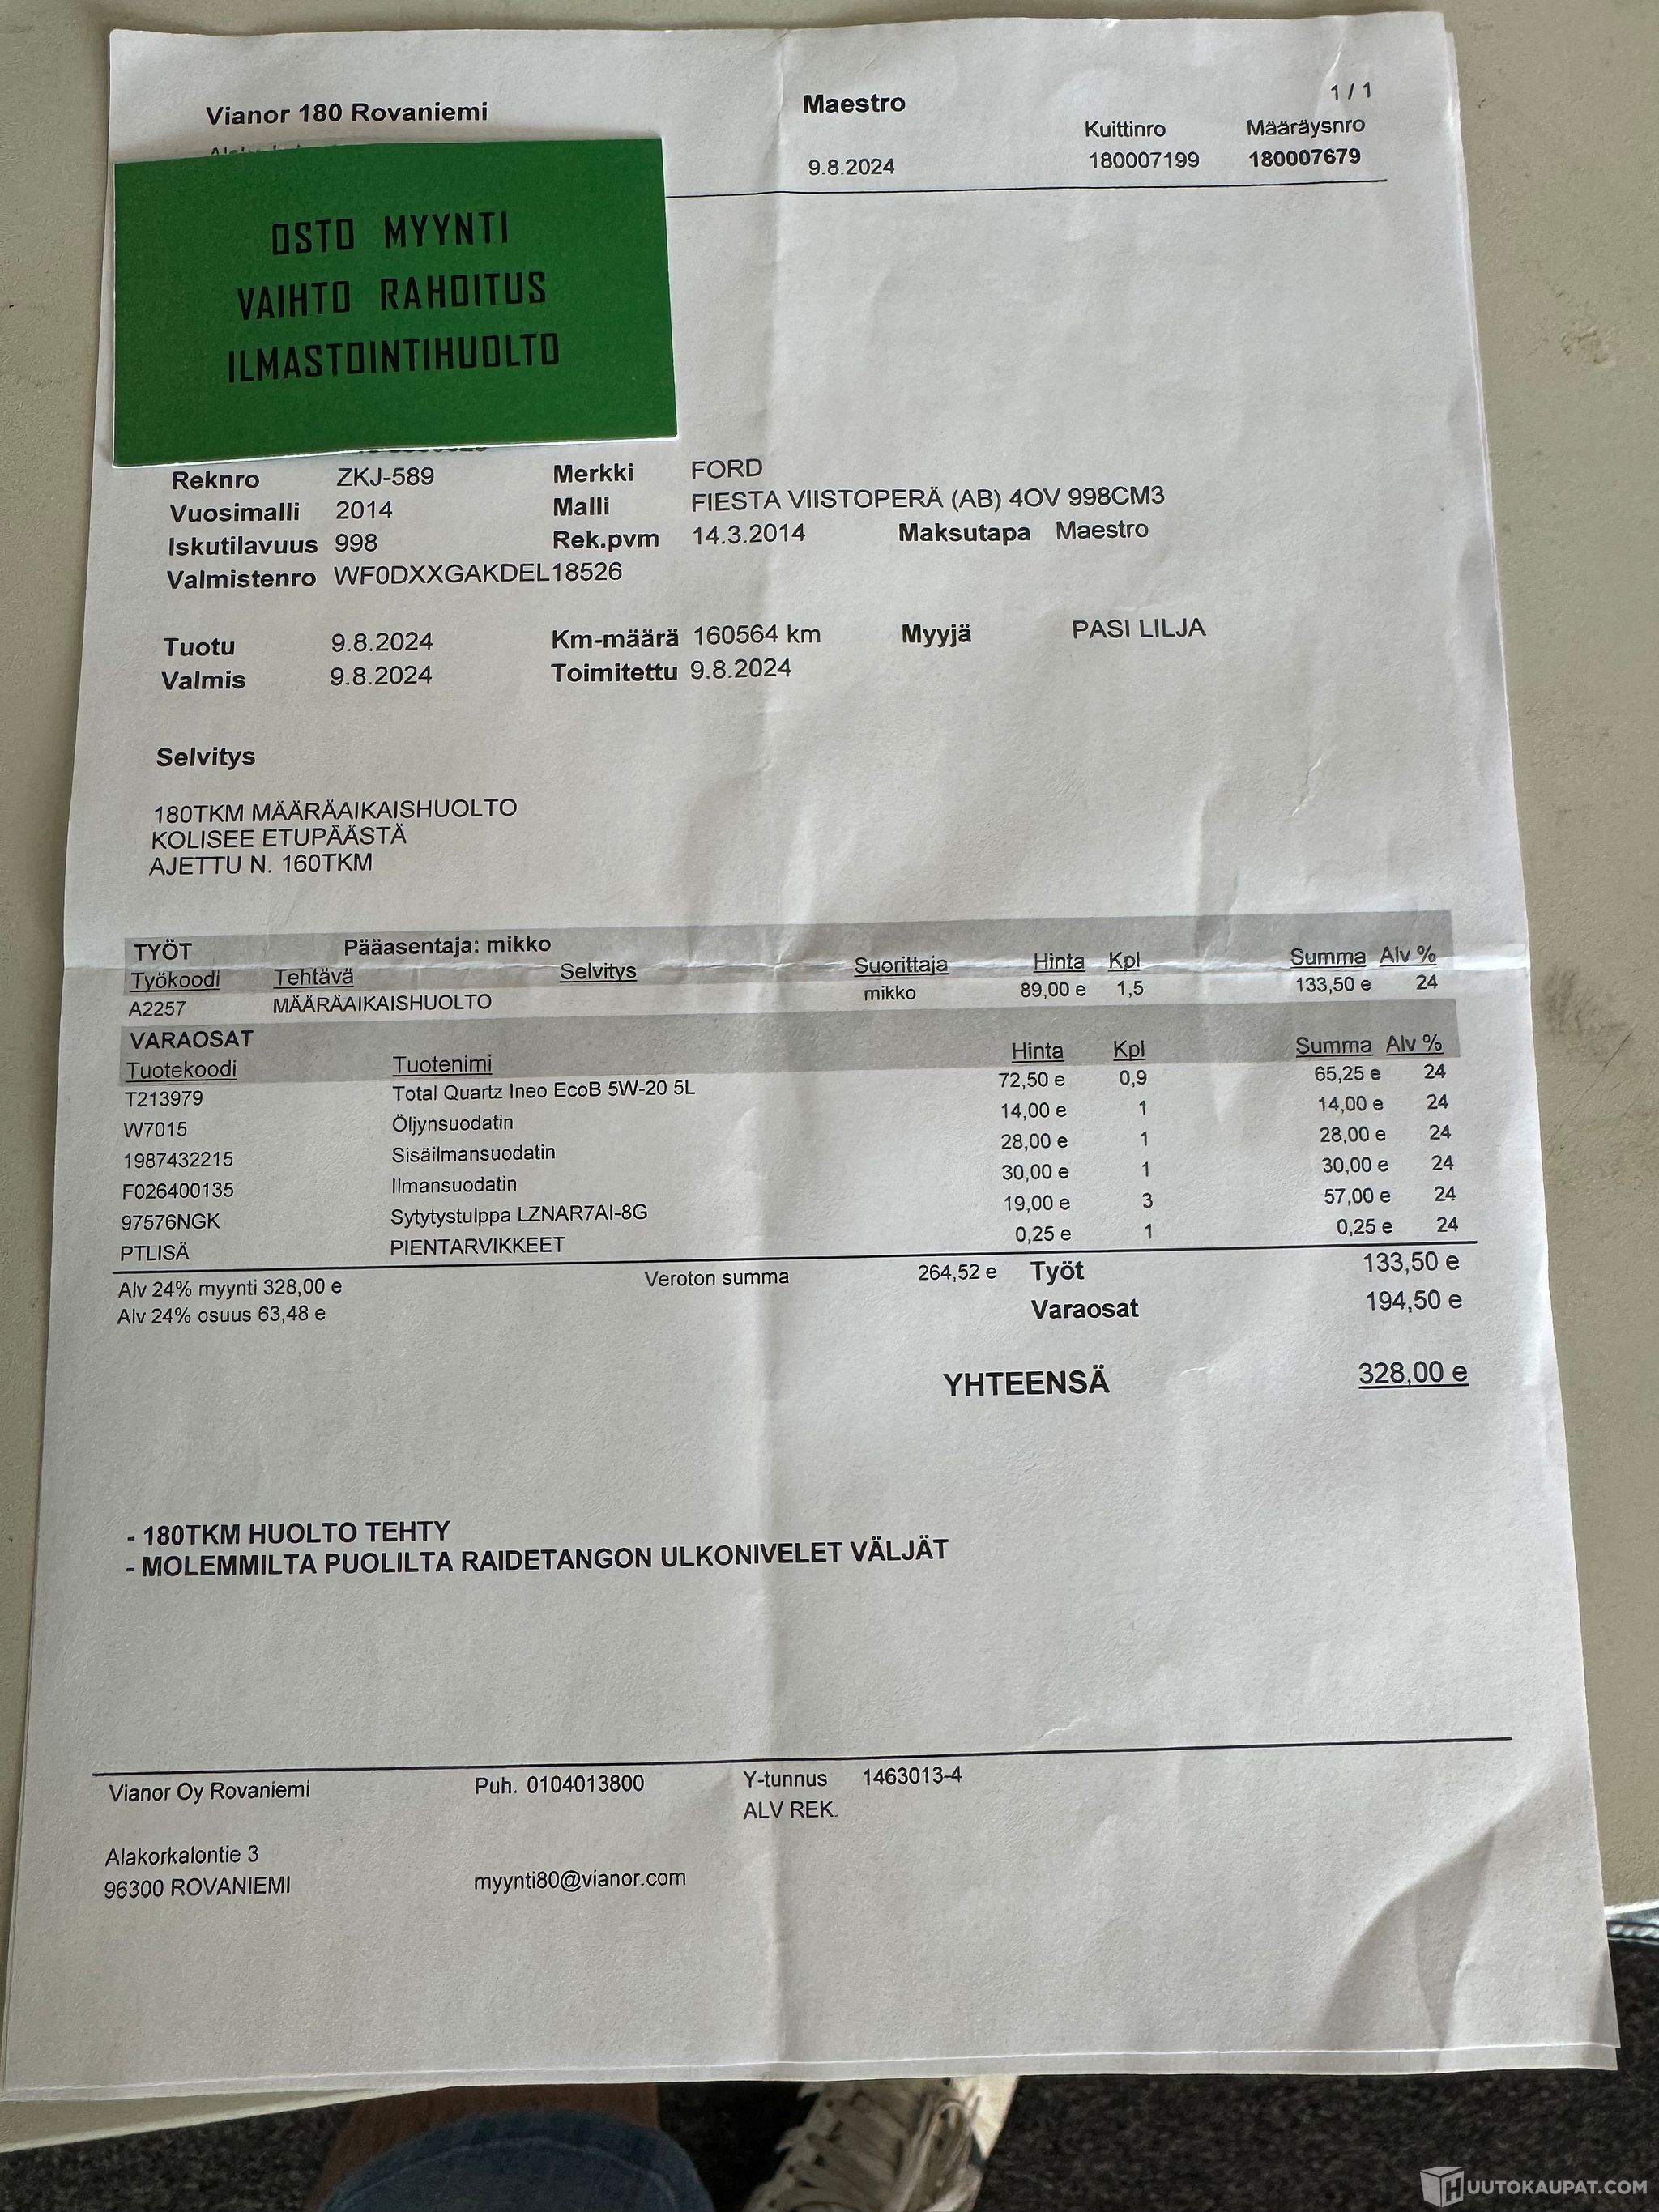 Vianor 180 Rovaniemi
Maestro
1 / 1
Kuittinro Määräysnro
9.8.2024 180007199 180007679
OSTO MYYNTI
VAIHTO RAHOITUS
ILMASTOINTIHUOLTO
Reknro ZKJ-589 Merkki FORD
Vuosimalli 2014 Malli FIESTA VIISTOPERÄ (AB) 4OV 998CM3
Iskutilavuus 998 Rek.pvm 14.3.2014 Maksutapa Maestro
Valmistenro WF0DXXGAKDEL18526
Tuotu 9.8.2024 Km-määrä 160564 km Myyjä PASI LILJA
Valmis 9.8.2024 Toimitettu 9.8.2024
Selvitys
180TKM MÄÄRÄAIKAISHUOLTO
KOLISEE ETUPÄÄSTÄ
AJETTU N. 160TKM
TYÖT Pääasentaja: mikko
Työkoodi Tehtävä Selvitys Suorittaja Hinta Kpl Summa Alv %
A2257 MÄÄRÄAIKAISHUOLTO mikko 89,00 e 1,5 133,50 e 24
VARAOSAT
Tuotekoodi Tuotenimi Hinta Kpl Summa Alv %
T213979 Total Quartz Ineo EcoB 5W-20 5L 72,50 e 0,9 65,25 e 24
W7015 Öljynsuodatin 14,00 e 1 14,00 e 24
1987432215 Sisäilmansuodatin 28,00 e 1 28,00 e 24
F026400135 Ilmansuodatin 30,00 e 1 30,00 e 24
97576NGK Sytytystulppa LZNAR7AI-8G 19,00 e 3 57,00 e 24
PTLISÄ PIENTARVIKKEET 0,25 e 1 0,25 e 24
Alv 24% myynti 328,00 e Veroton summa 264,52 e Työt 133,50 e
Alv 24% osuus 63,48 e Varaosat 194,50 e
YHTEENSÄ 328,00 e
- 180TKM HUOLTO TEHTY
- MOLEMMILTA PUOLILTA RAIDETANGON ULKONIVELET VÄLJÄT
Vianor Oy Rovaniemi Puh. 0104013800 Y-tunnus 1463013-4
ALV REK.
Alakorkalontie 3
96300 ROVANIEMI myynti80@vianor.com
HUUTOKAUPAT.COM